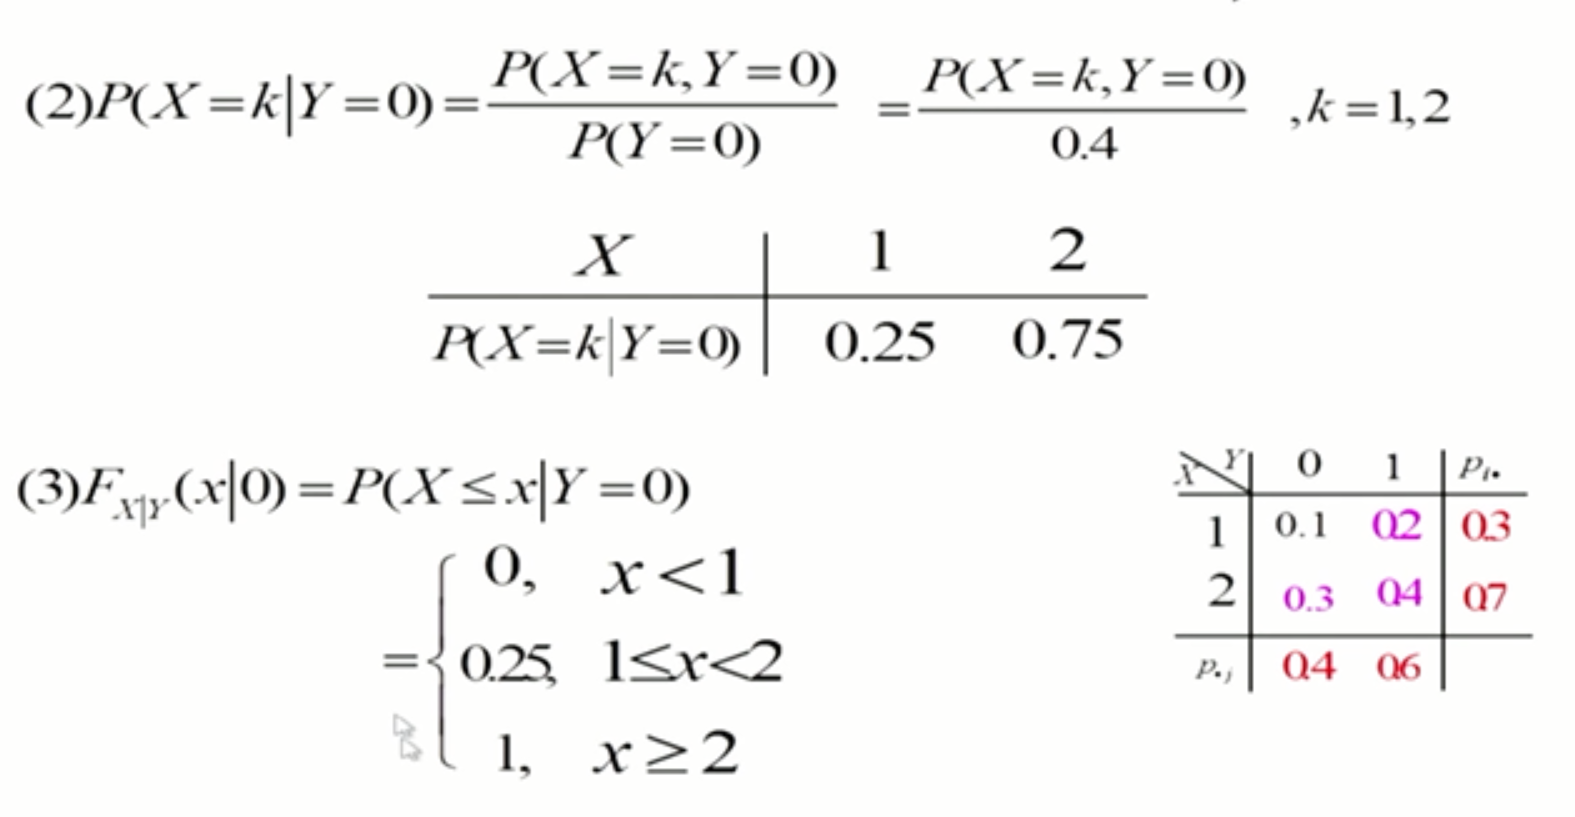 (2)P(X=k|Y=0)=P(X=k,Y=0)/P(Y=0) =P(X=k,Y=0)/0.4 ,k=1,2
X 1 2
P(X=k|Y=0) 0.25 0.75
(3)F_{X|Y}(x|0)=P(X≤x|Y=0)
={ 0, x<1
0.25, 1≤x<2
1, x≥2
X Y 0 1 p_{i•}
1 0.1 0.2 0.3
2 0.3 0.4 0.7
p_{•j} 0.4 0.6